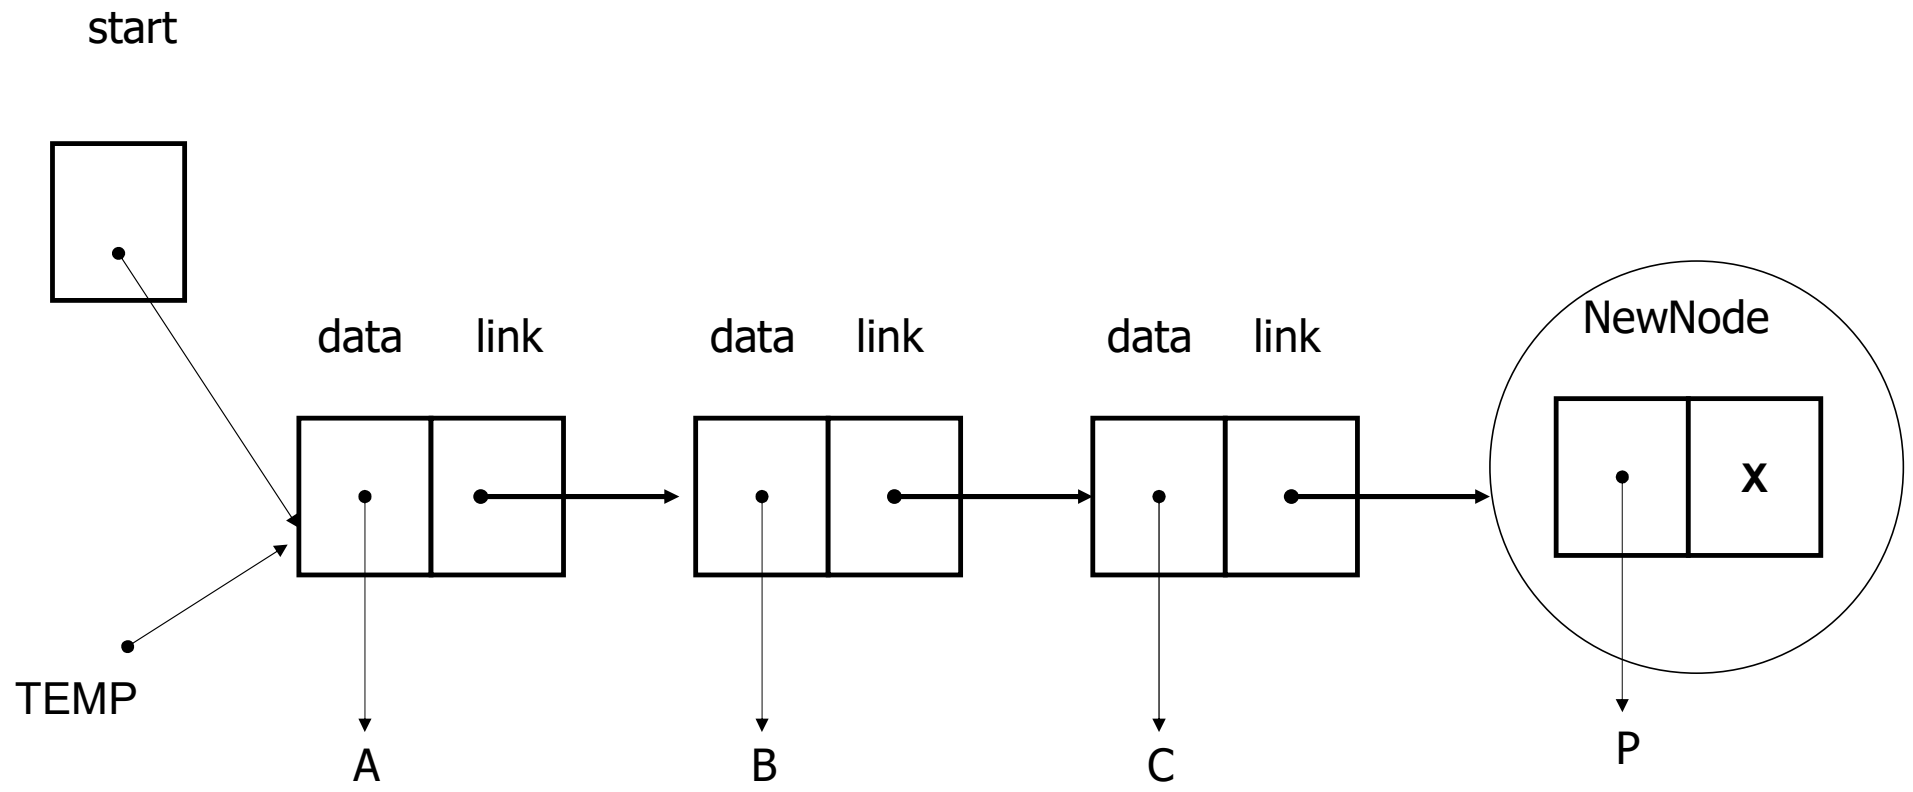 start
data link data link data link NewNode
X
TEMP
A B C P